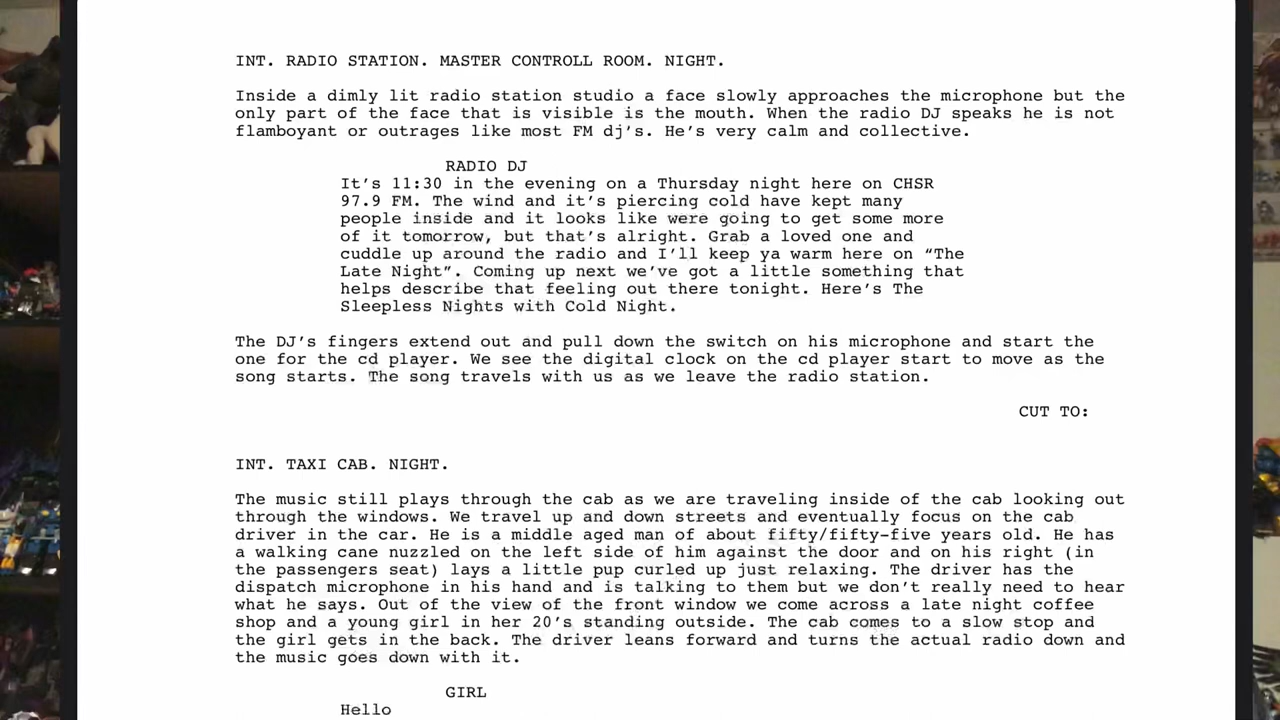 INT. RADIO STATION. MASTER CONTROLL ROOM. NIGHT.
Inside a dimly lit radio station studio a face slowly approaches the microphone but the
only part of the face that is visible is the mouth. When the radio DJ speaks he is not
flamboyant or outrages like most FM dj's. He's very calm and collective.
RADIO DJ
It's 11:30 in the evening on a Thursday night here on CHSR
97.9 FM. The wind and it's piercing cold have kept many
people inside and it looks like were going to get some more
of it tomorrow, but that's alright. Grab a loved one and
cuddle up around the radio and I'll keep ya warm here on “The
Late Night”. Coming up next we've got a little something that
helps describe that feeling out there tonight. Here's The
Sleepless Nights with Cold Night.
The DJ's fingers extend out and pull down the switch on his microphone and start the
one for the cd player. We see the digital clock on the cd player start to move as the
song starts. The song travels with us as we leave the radio station.
CUT TO:
INT. TAXI CAB. NIGHT.
The music still plays through the cab as we are traveling inside of the cab looking out
through the windows. We travel up and down streets and eventually focus on the cab
driver in the car. He is a middle aged man of about fifty/fifty-five years old. He has
a walking cane nuzzled on the left side of him against the door and on his right (in
the passengers seat) lays a little pup curled up just relaxing. The driver has the
dispatch microphone in his hand and is talking to them but we don't really need to hear
what he says. Out of the view of the front window we come across a late night coffee
shop and a young girl in her 20's standing outside. The cab comes to a slow stop and
the girl gets in the back. The driver leans forward and turns the actual radio down and
the music goes down with it.
GIRL
Hello